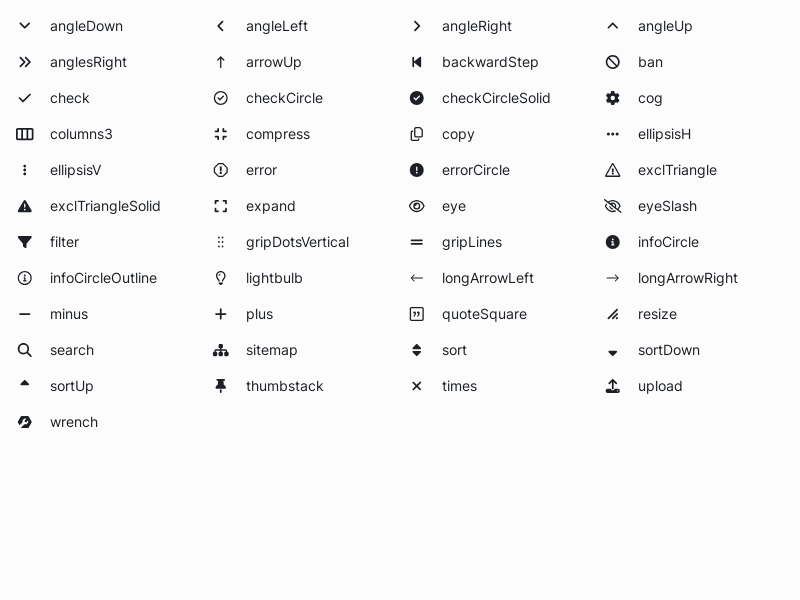 angleDown angleLeft angleRight angleUp
anglesRight arrowUp backwardStep ban
check checkCircle checkCircleSolid cog
columns3 compress copy ellipsisH
ellipsisV error errorCircle exclTriangle
exclTriangleSolid expand eye eyeSlash
filter gripDotsVertical gripLines infoCircle
infoCircleOutline lightbulb longArrowLeft longArrowRight
minus plus quoteSquare resize
search sitemap sort sortDown
sortUp thumbstack times upload
wrench